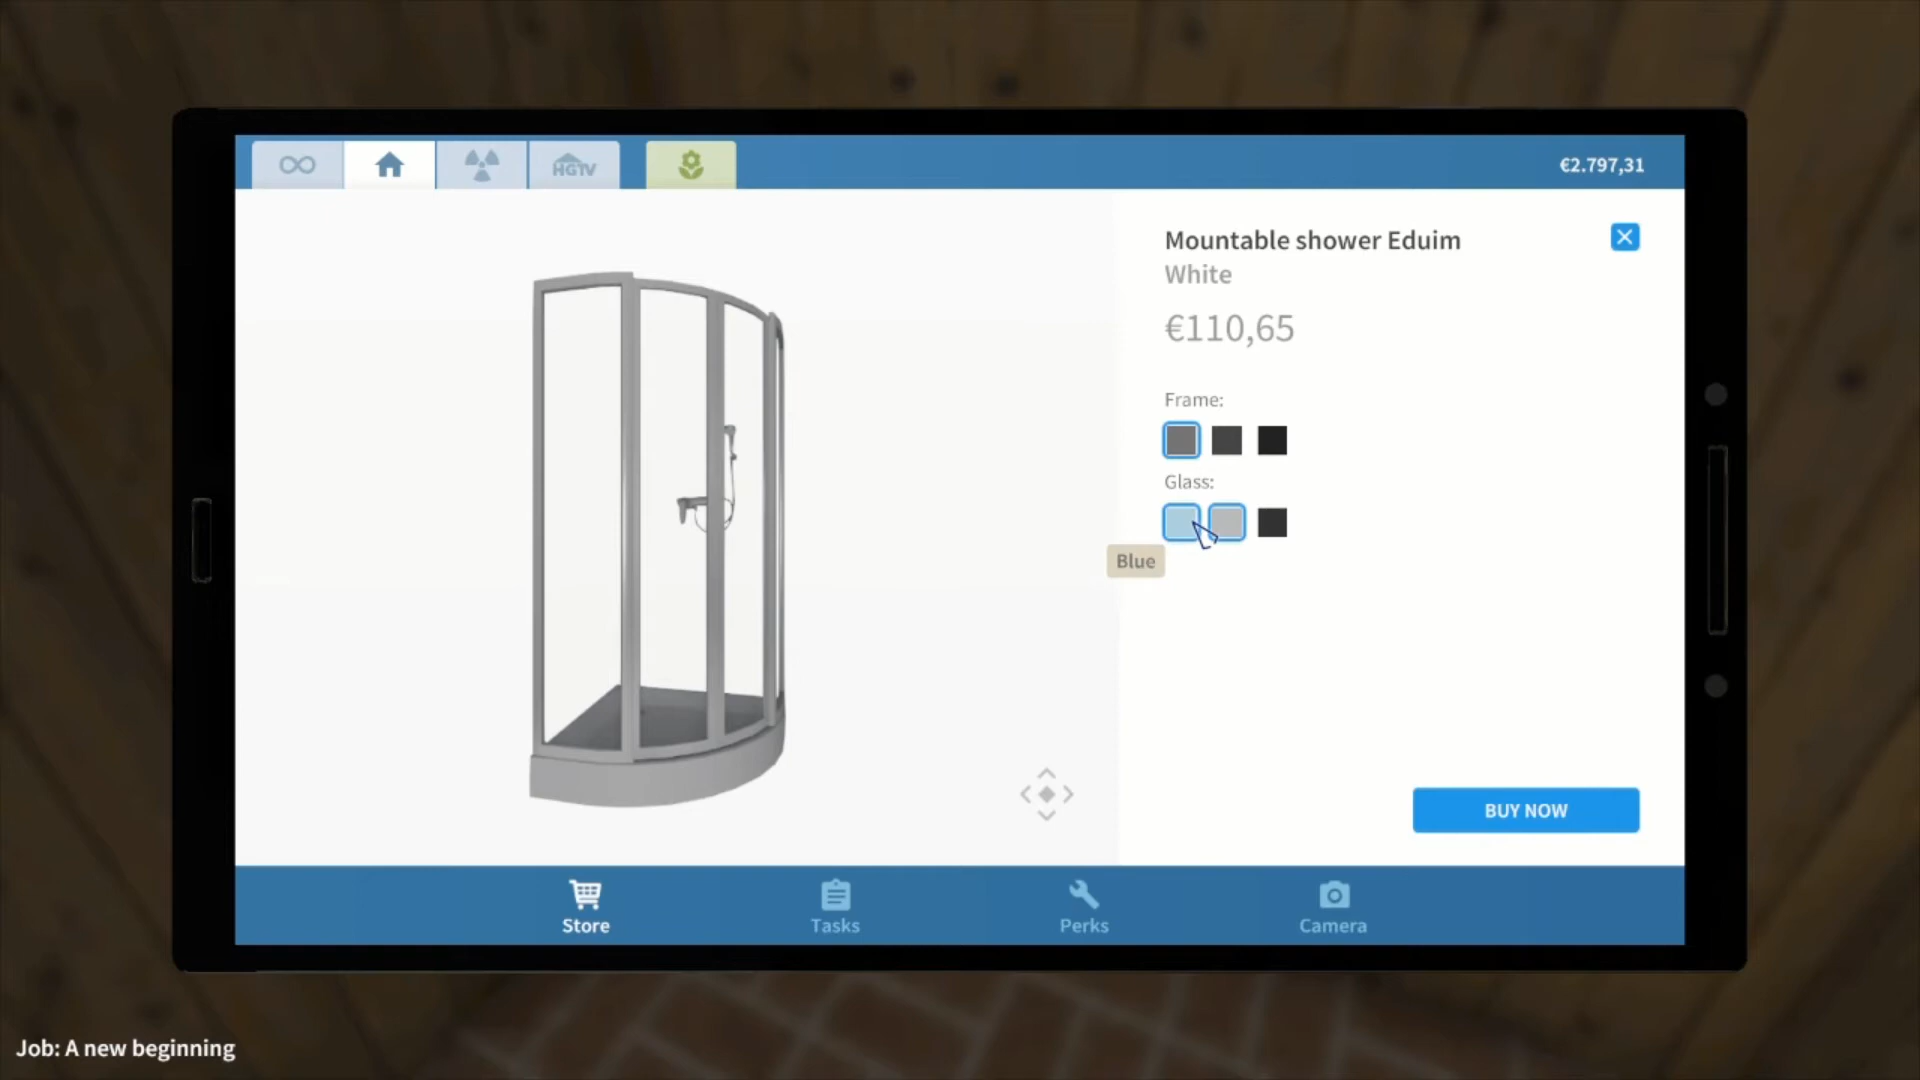 HGTV
€2.797,31
Mountable shower Eduim
White
€110,65
Frame:
Glass:
Blue
BUY NOW
Store
Tasks
Perks
Camera
Job: A new beginning